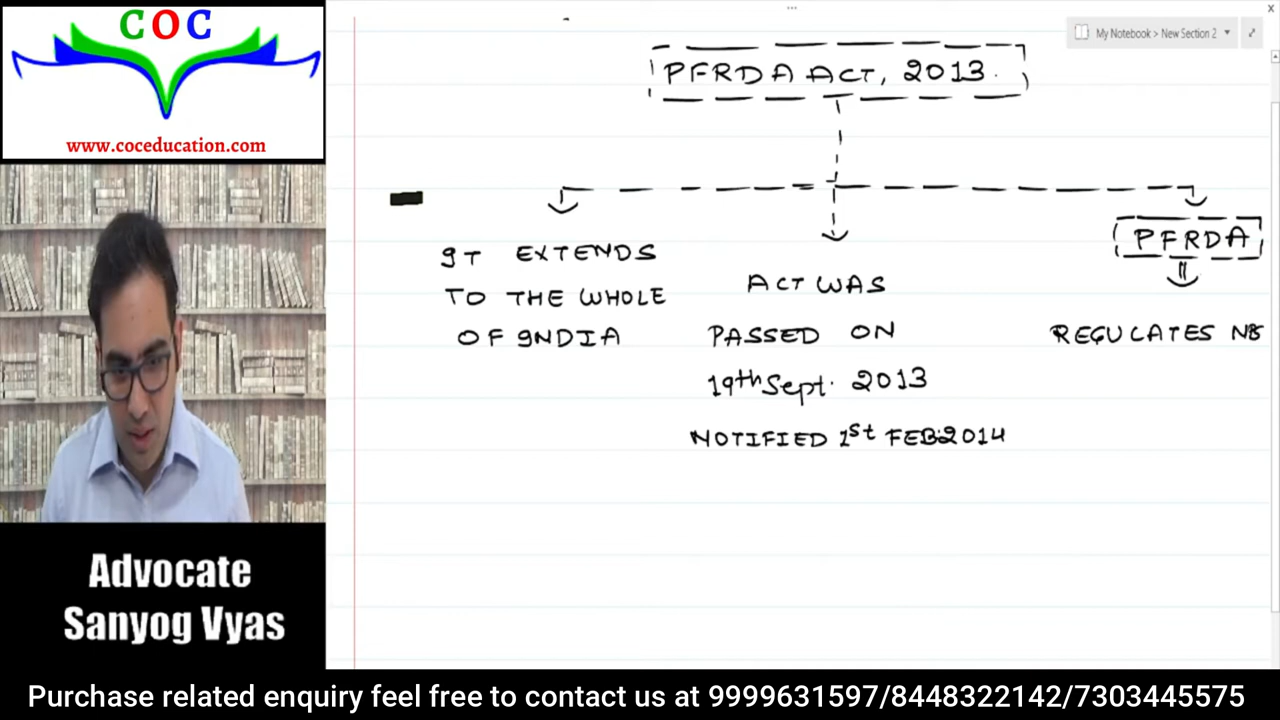 COC
www.coceducation.com
My Notebook > New Section 2
PFRDA ACT, 2013.
IT EXTENDS
TO THE WHOLE
OF INDIA
ACT WAS
PASSED ON
19th Sept. 2013
NOTIFIED 1st FEB.2014
PFRDA
REGULATES
Advocate
Sanyog Vyas
Purchase related enquiry feel free to contact us at 9999631597/8448322142/7303445575